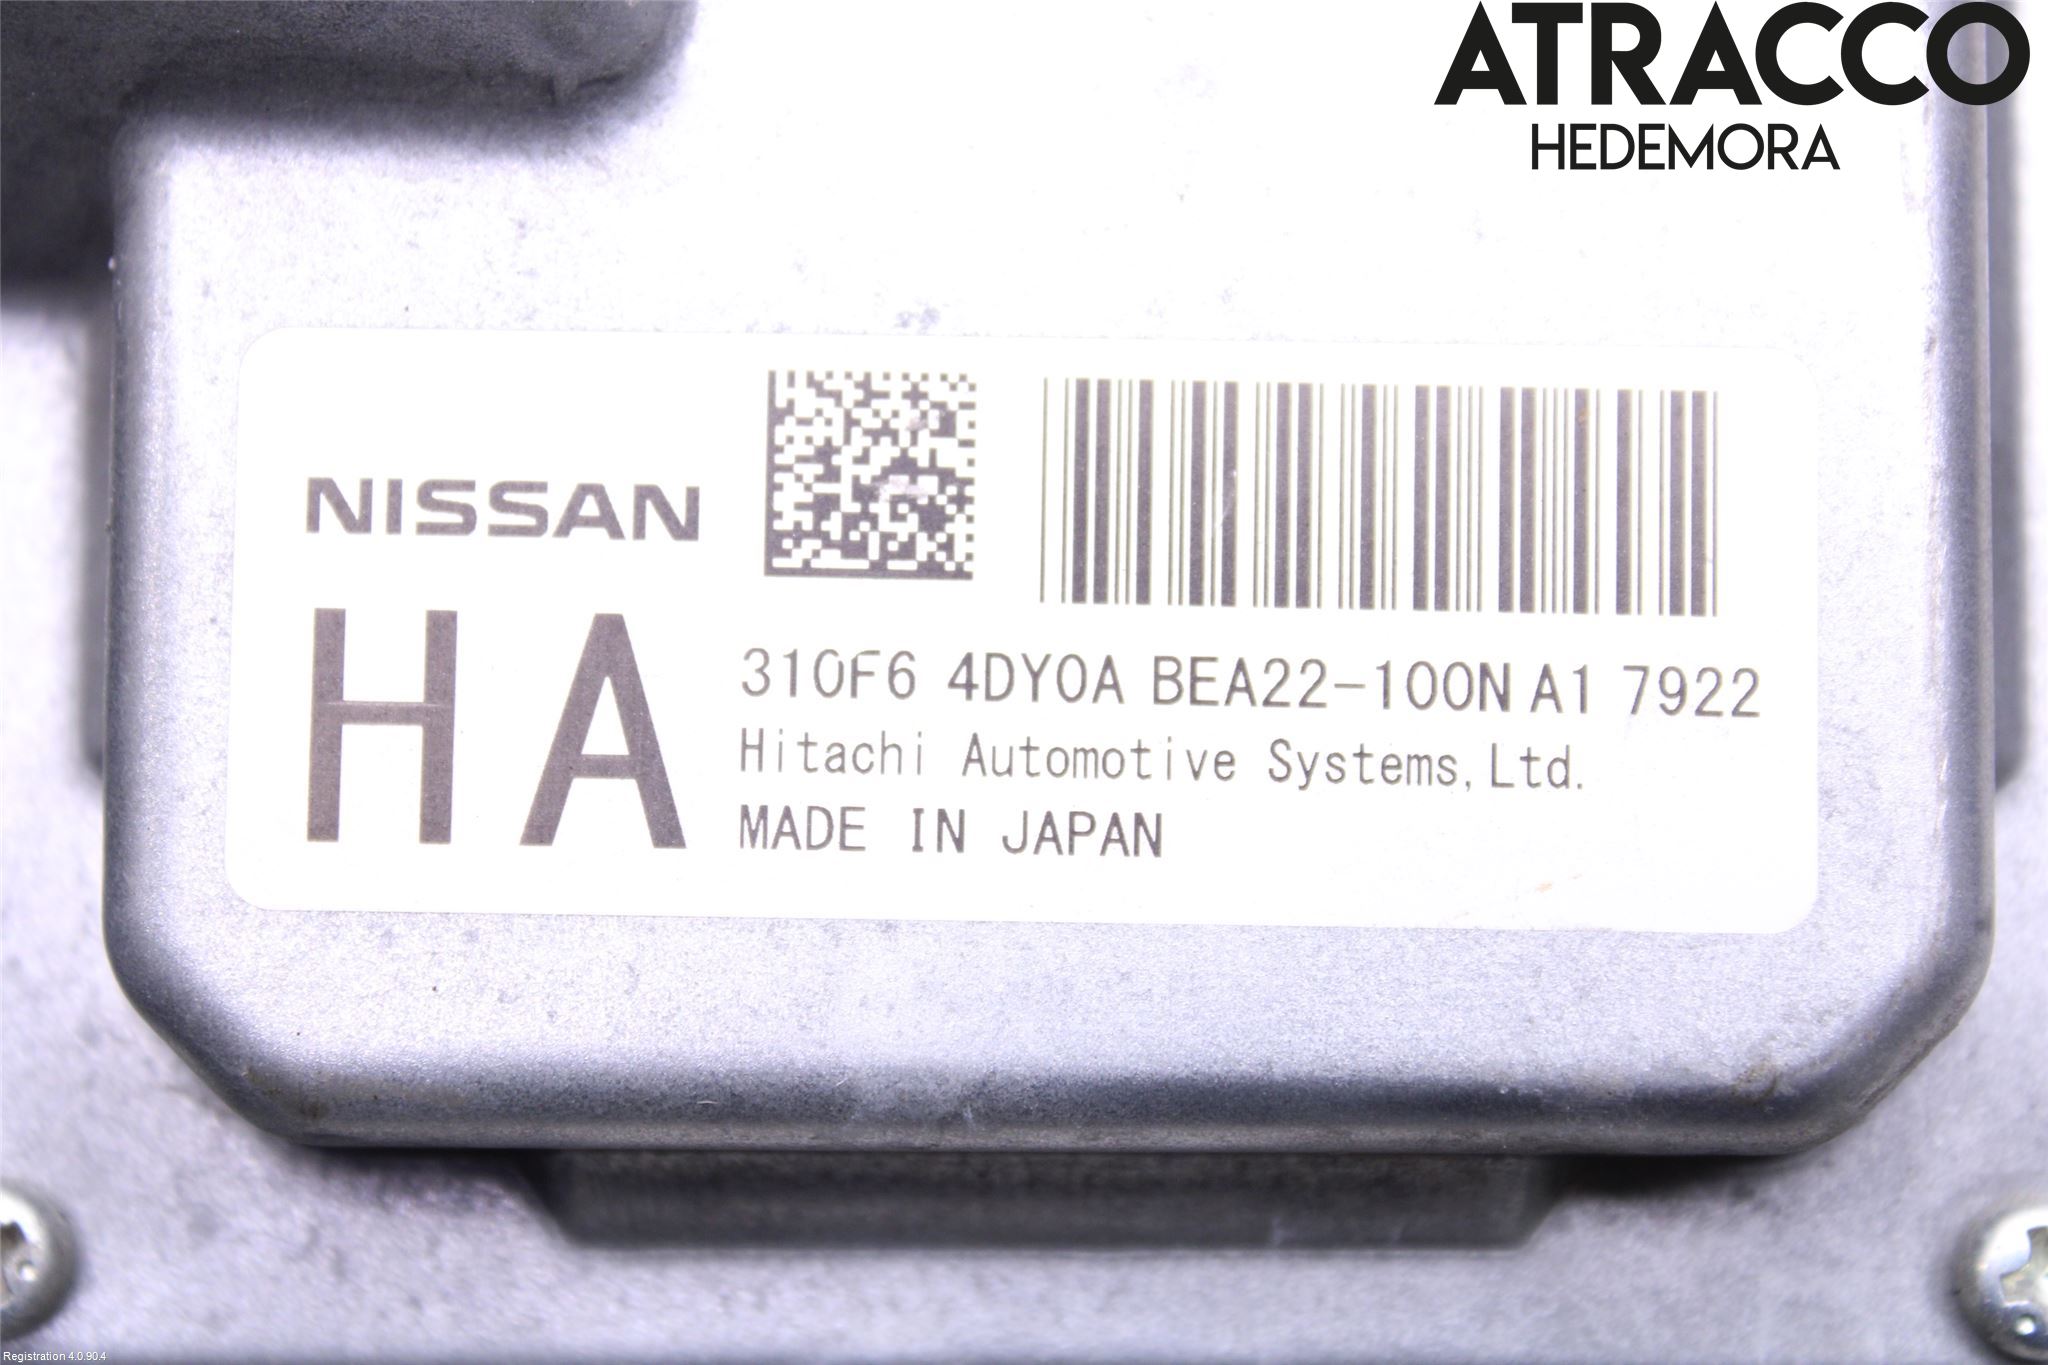 ATRACCO
HEDEMORA
NISSAN
HA
310F6 4DY0A BEA22-100N A1 7922
Hitachi Automotive Systems,Ltd.
MADE IN JAPAN
Registration 4.0.90.4